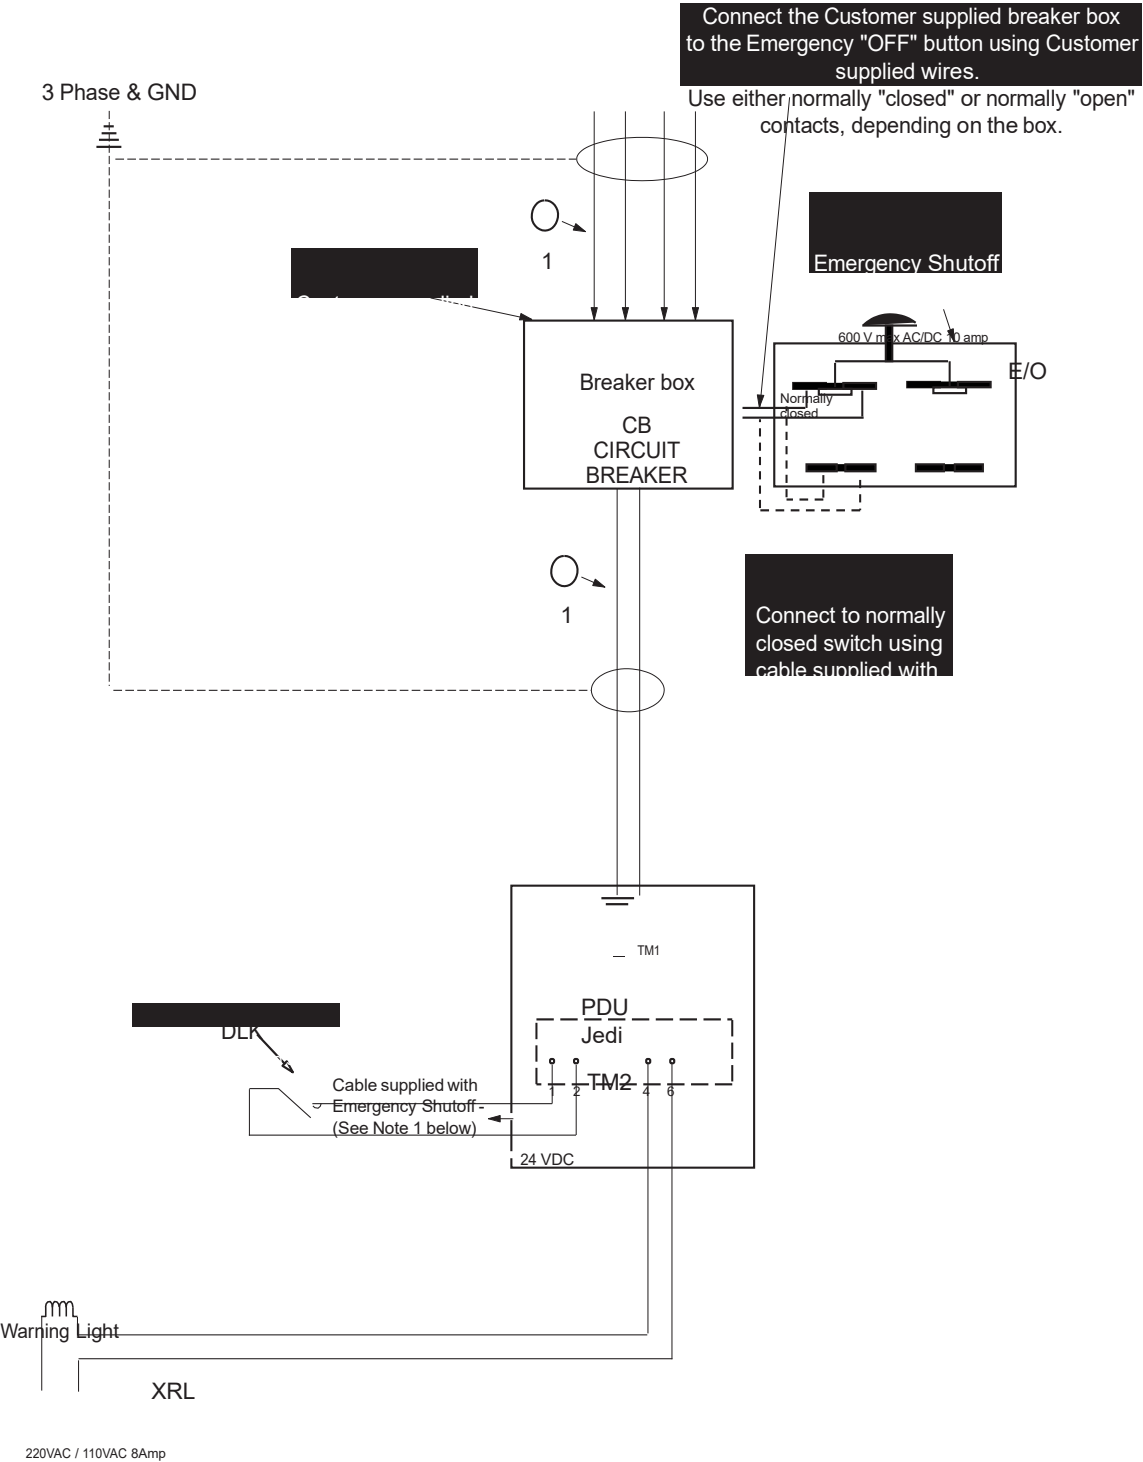 Connect the Customer supplied breaker box
to the Emergency "OFF" button using Customer
supplied wires.
Use either normally "closed" or normally "open"
contacts, depending on the box.
3 Phase & GND
1
Emergency Shutoff
600 V max AC/DC 10 amp
E/O
Normally
closed
Breaker box
CB
CIRCUIT
BREAKER
1
Connect to normally
closed switch using
cable supplied with
TM1
PDU
Jedi
DLK
TM2
1 2 4 6
Cable supplied with
Emergency Shutoff -
(See Note 1 below)
24 VDC
Warning Light
XRL
220VAC / 110VAC 8Amp